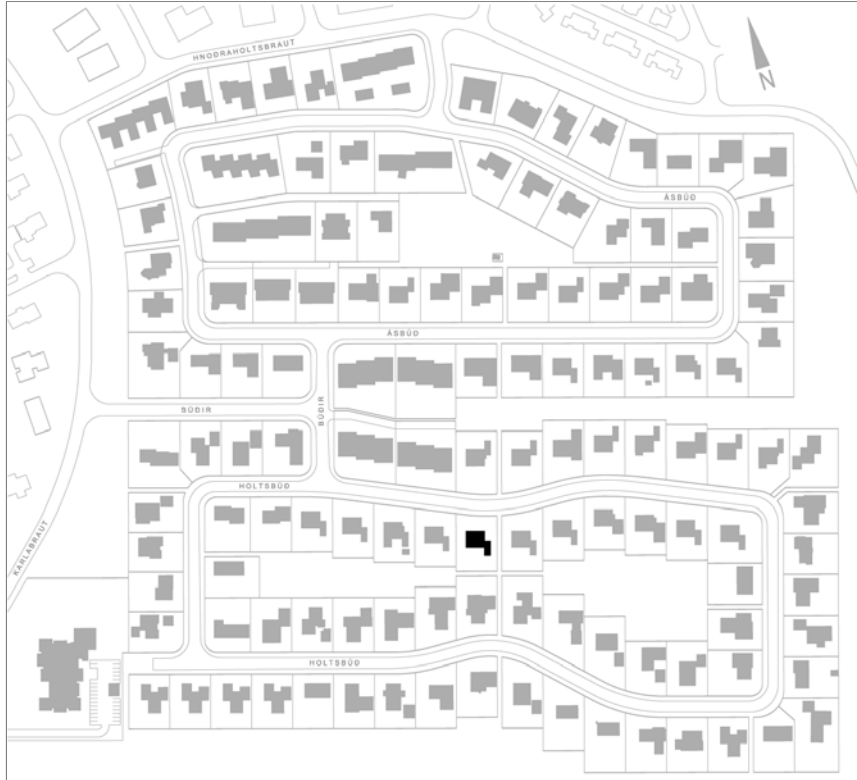 HNOÐRAHOLTSBRAUT
N
ÁSBÚÐ
ÁSBÚÐ
BÚÐIR
BÚÐIR
HOLTSBÚÐ
KARLABRAUT
HOLTSBÚÐ